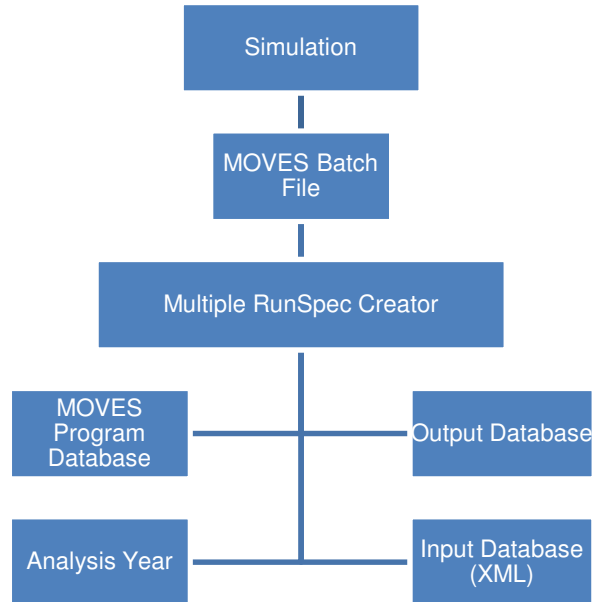 Simulation
MOVES Batch
File
Multiple RunSpec Creator
MOVES
Program
Database
Output Database
Analysis Year
Input Database
(XML)